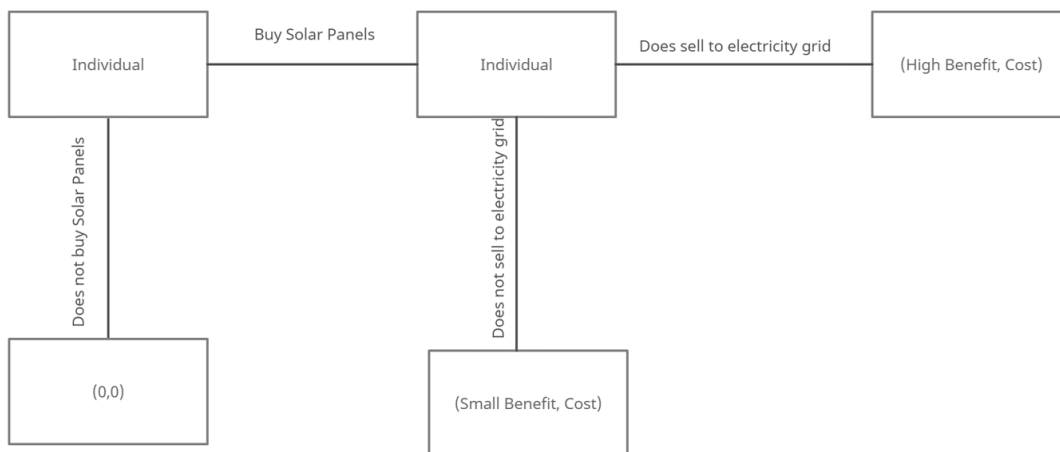 Buy Solar Panels
Does sell to electricity grid
Individual
Individual
(High Benefit, Cost)
Does not buy Solar Panels
Does not sell to electricity grid
(0,0)
(Small Benefit, Cost)